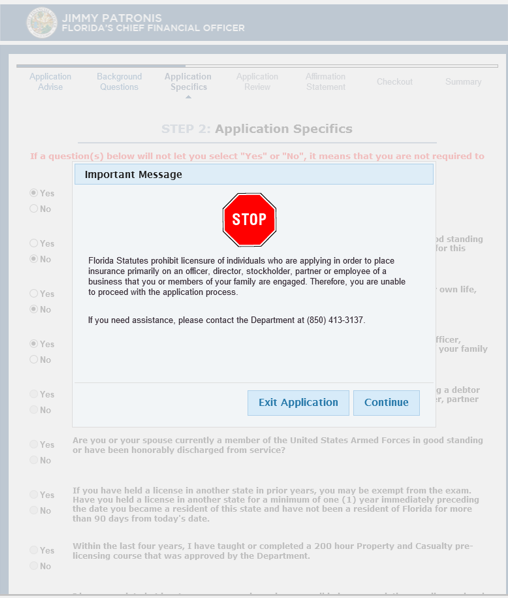 JIMMY PATRONIS
FLORIDA'S CHIEF FINANCIAL OFFICER
Application Advise
Background Questions
Application Specifics
Application Review
Affirmation Statement
Checkout
Summary
STEP 2: Application Specifics
If a question(s) below will not let you select "Yes" or "No", it means that you are not required to
Important Message
STOP
Florida Statutes prohibit licensure of individuals who are applying in order to place
insurance primarily on an officer, director, stockholder, partner or employee of a
business that you or members of your family are engaged. Therefore, you are unable
to proceed with the application process.
If you need assistance, please contact the Department at (850) 413-3137.
Exit Application
Continue
Yes
No
Yes
od standing
for this
No
Yes
r own life,
No
Yes
fficer,
your family
No
Yes
g a debtor
r, partner
No
Yes
Are you or your spouse currently a member of the United States Armed Forces in good standing
or have been honorably discharged from service?
No
Yes
If you have held a license in another state in prior years, you may be exempt from the exam.
Have you held a license in another state for a minimum of one (1) year immediately preceding
the date you became a resident of this state and have not been a resident of Florida for more
than 90 days from today's date.
No
Yes
Within the last four years, I have taught or completed a 200 hour Property and Casualty pre-
licensing course that was approved by the Department.
No